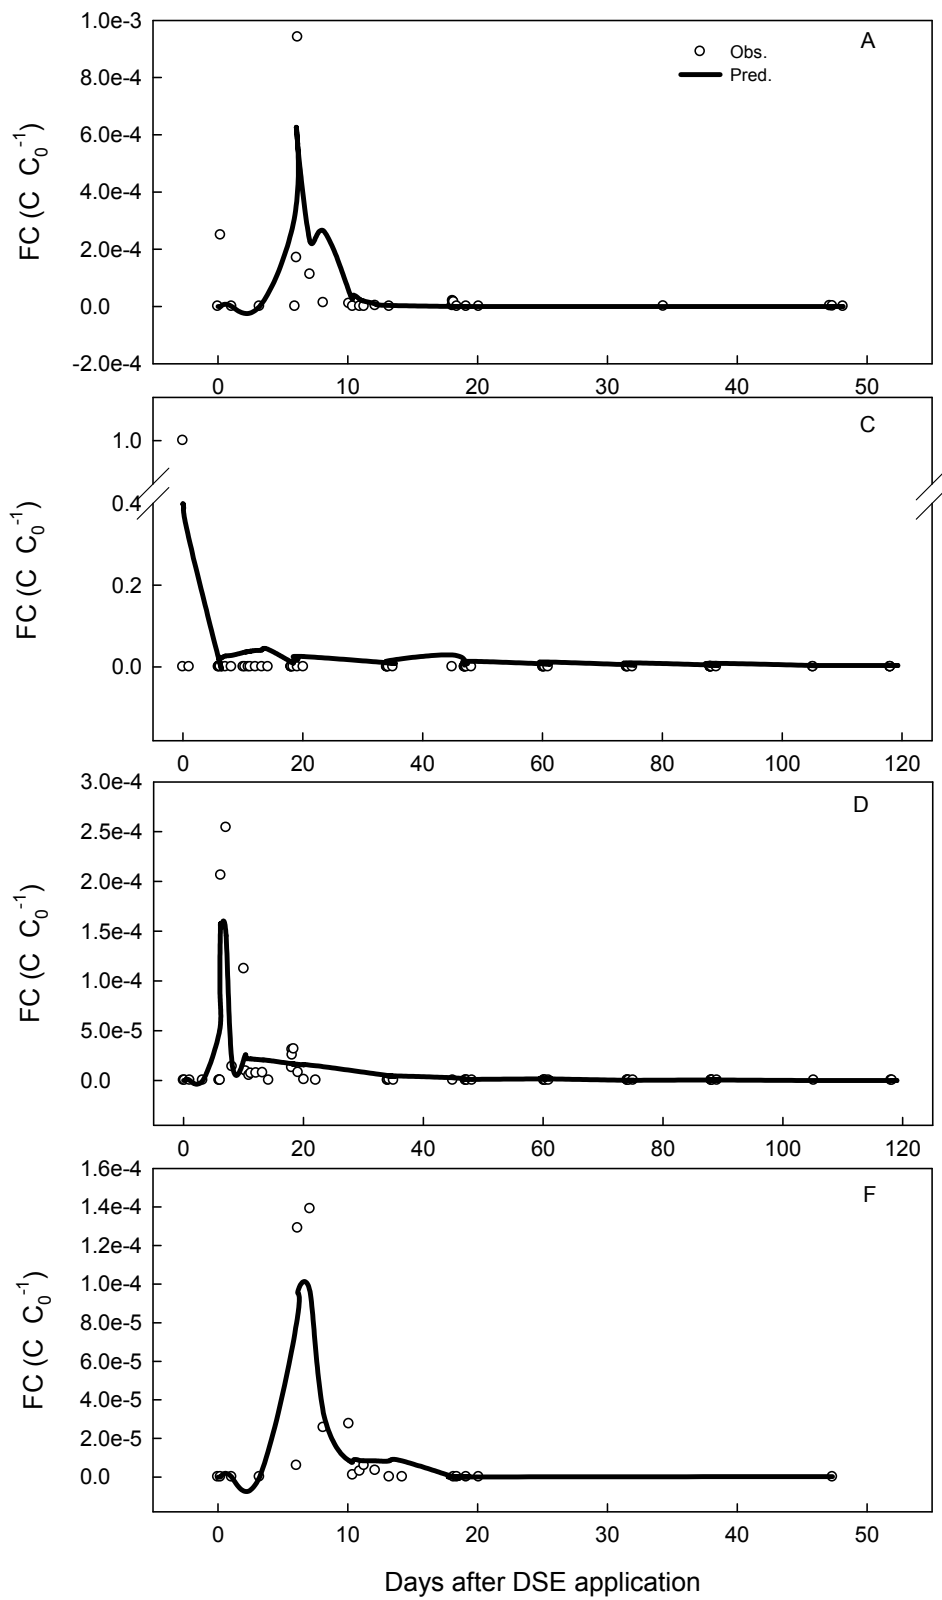 1.0e-3
A
Obs.
8.0e-4
Pred.
6.0e-4
FC (C C0-1)
4.0e-4
2.0e-4
0.0
-2.0e-4
0 10 20 30 40 50
C
1.0
0.4
FC (C C0-1)
0.2
0.0
0 20 40 60 80 100 120
3.0e-4
D
2.5e-4
2.0e-4
FC (C C0-1)
1.5e-4
1.0e-4
5.0e-5
0.0
0 20 40 60 80 100 120
1.6e-4
F
1.4e-4
1.2e-4
1.0e-4
FC (C C0-1)
8.0e-5
6.0e-5
4.0e-5
2.0e-5
0.0
0 10 20 30 40 50
Days after DSE application